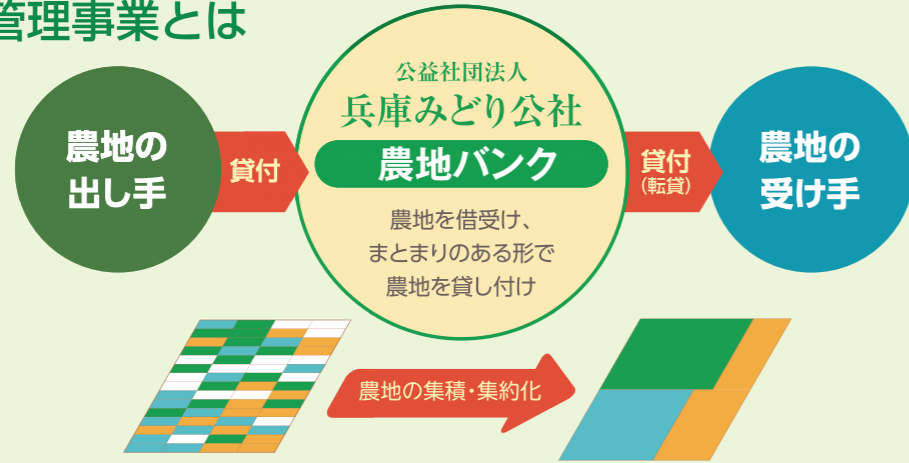 管理事業とは
公益社団法人
兵庫みどり公社
農地バンク
農地の
出し手
貸付
貸付
(転貸)
農地の
受け手
農地を借受け、
まとまりのある形で
農地を貸し付け
農地の集積・集約化